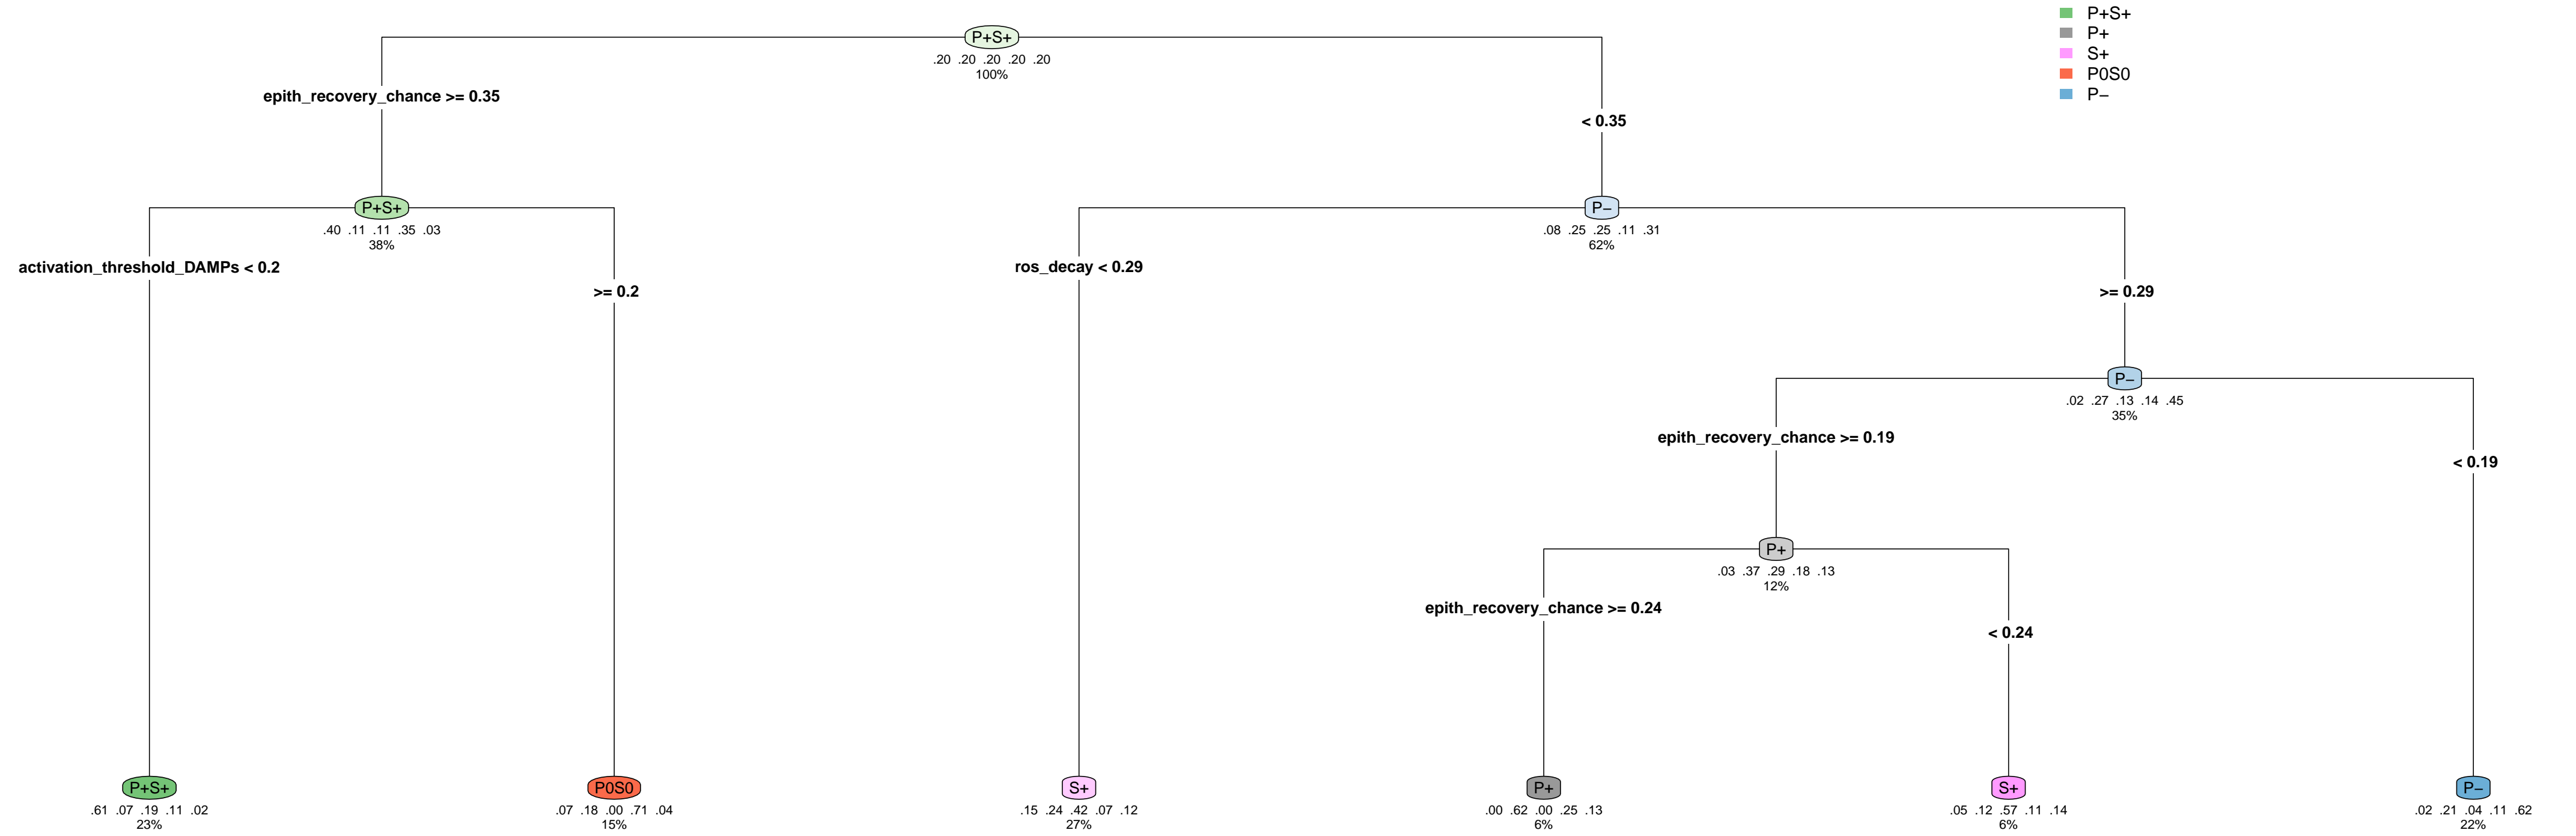 P+S+
.20 .20 .20 .20 .20
100%
P+S+
P+
S+
P0S0
P–
epith_recovery_chance >= 0.35
< 0.35
P+S+
.40 .11 .11 .35 .03
38%
P–
.08 .25 .25 .11 .31
62%
activation_threshold_DAMPs < 0.2
>= 0.2
ros_decay < 0.29
>= 0.29
P–
.02 .27 .13 .14 .45
35%
epith_recovery_chance >= 0.19
< 0.19
P+
.03 .37 .29 .18 .13
12%
epith_recovery_chance >= 0.24
< 0.24
P+S+
.61 .07 .19 .11 .02
23%
P0S0
.07 .18 .00 .71 .04
15%
S+
.15 .24 .42 .07 .12
27%
P+
.00 .62 .00 .25 .13
6%
S+
.05 .12 .57 .11 .14
6%
P–
.02 .21 .04 .11 .62
22%